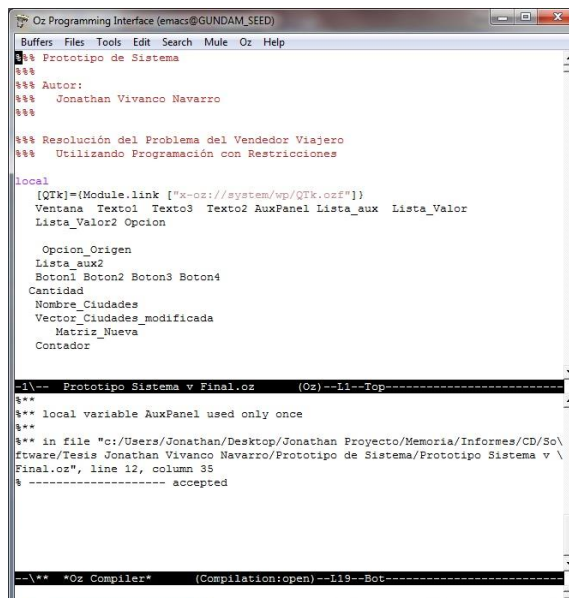 Oz Programming Interface (emacs@GUNDAM_SEED)
Buffers Files Tools Edit Search Mule Oz Help
%%% Prototipo de Sistema
%%%
%%% Autor:
%%% Jonathan Vivanco Navarro
%%%
%%% Resolución del Problema del Vendedor Viajero
%%% Utilizando Programación con Restricciones
local
[QTk]={Module.link ["x-oz://system/wp/QTk.ozf"]}
Ventana Texto1 Texto3 Texto2 AuxPanel Lista_aux Lista_Valor
Lista_Valor2 Opcion
Opcion_Origen
Lista_aux2
Boton1 Boton2 Boton3 Boton4
Cantidad
Nombre_Ciudades
Vector_Ciudades_modificada
Matriz_Nueva
Contador
-1\-- Prototipo Sistema v Final.oz (Oz)--L1--Top--------------------------
%**
%** local variable AuxPanel used only once
%**
%** in file "c:/Users/Jonathan/Desktop/Jonathan Proyecto/Memoria/Informes/CD/So\
ftware/Tesis Jonathan Vivanco Navarro/Prototipo de Sistema/Prototipo Sistema v \
Final.oz", line 12, column 35
% -------------------- accepted
--\** *Oz Compiler* (Compilation:open)--L19--Bot--------------------------